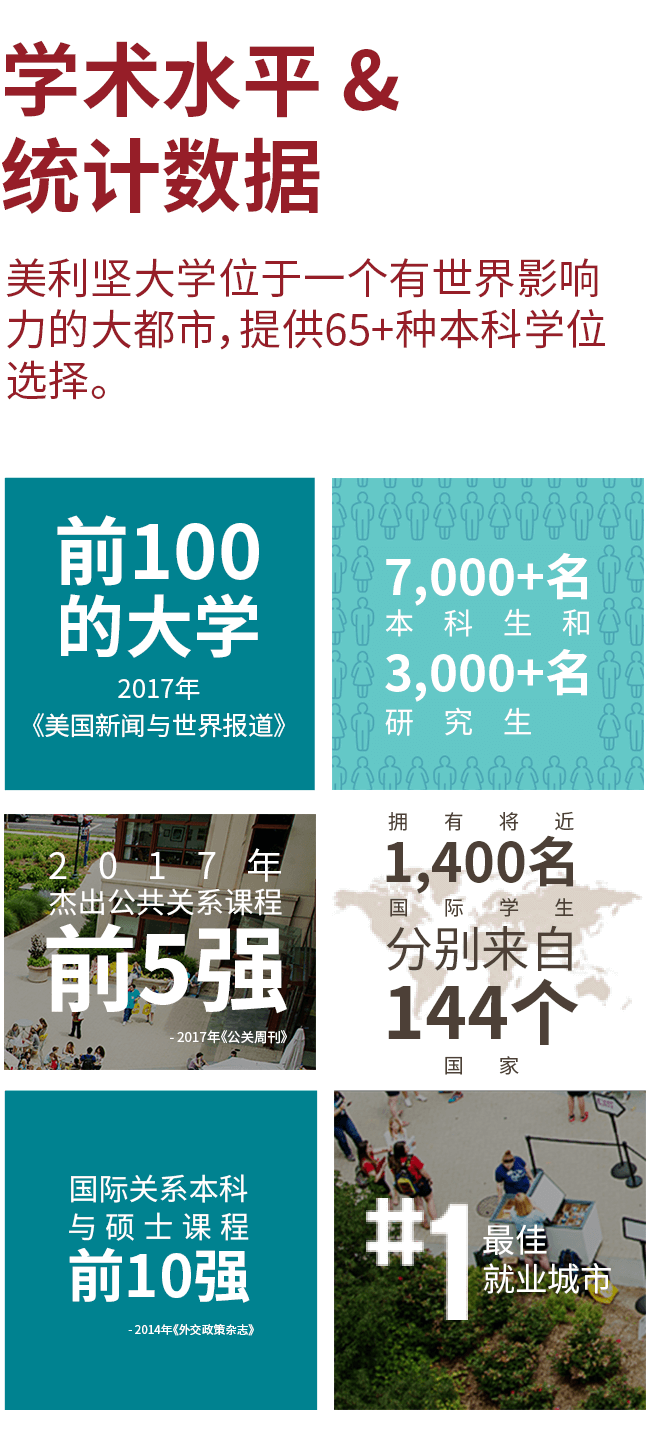 学术水平 &
统计数据
美利坚大学位于一个有世界影响
力的大都市，提供65+种本科学位
选择。
前100
的大学
2017年
《美国新闻与世界报道》
7,000+名
本科生和
3,000+名
研究生
2017年
杰出公共关系课程
前5强
- 2017年《公关周刊》
拥有将近
1,400名
国际学生
分别来自
144个
国家
国际关系本科
与硕士课程
前10强
- 2014年《外交政策杂志》
#1
最佳
就业城市